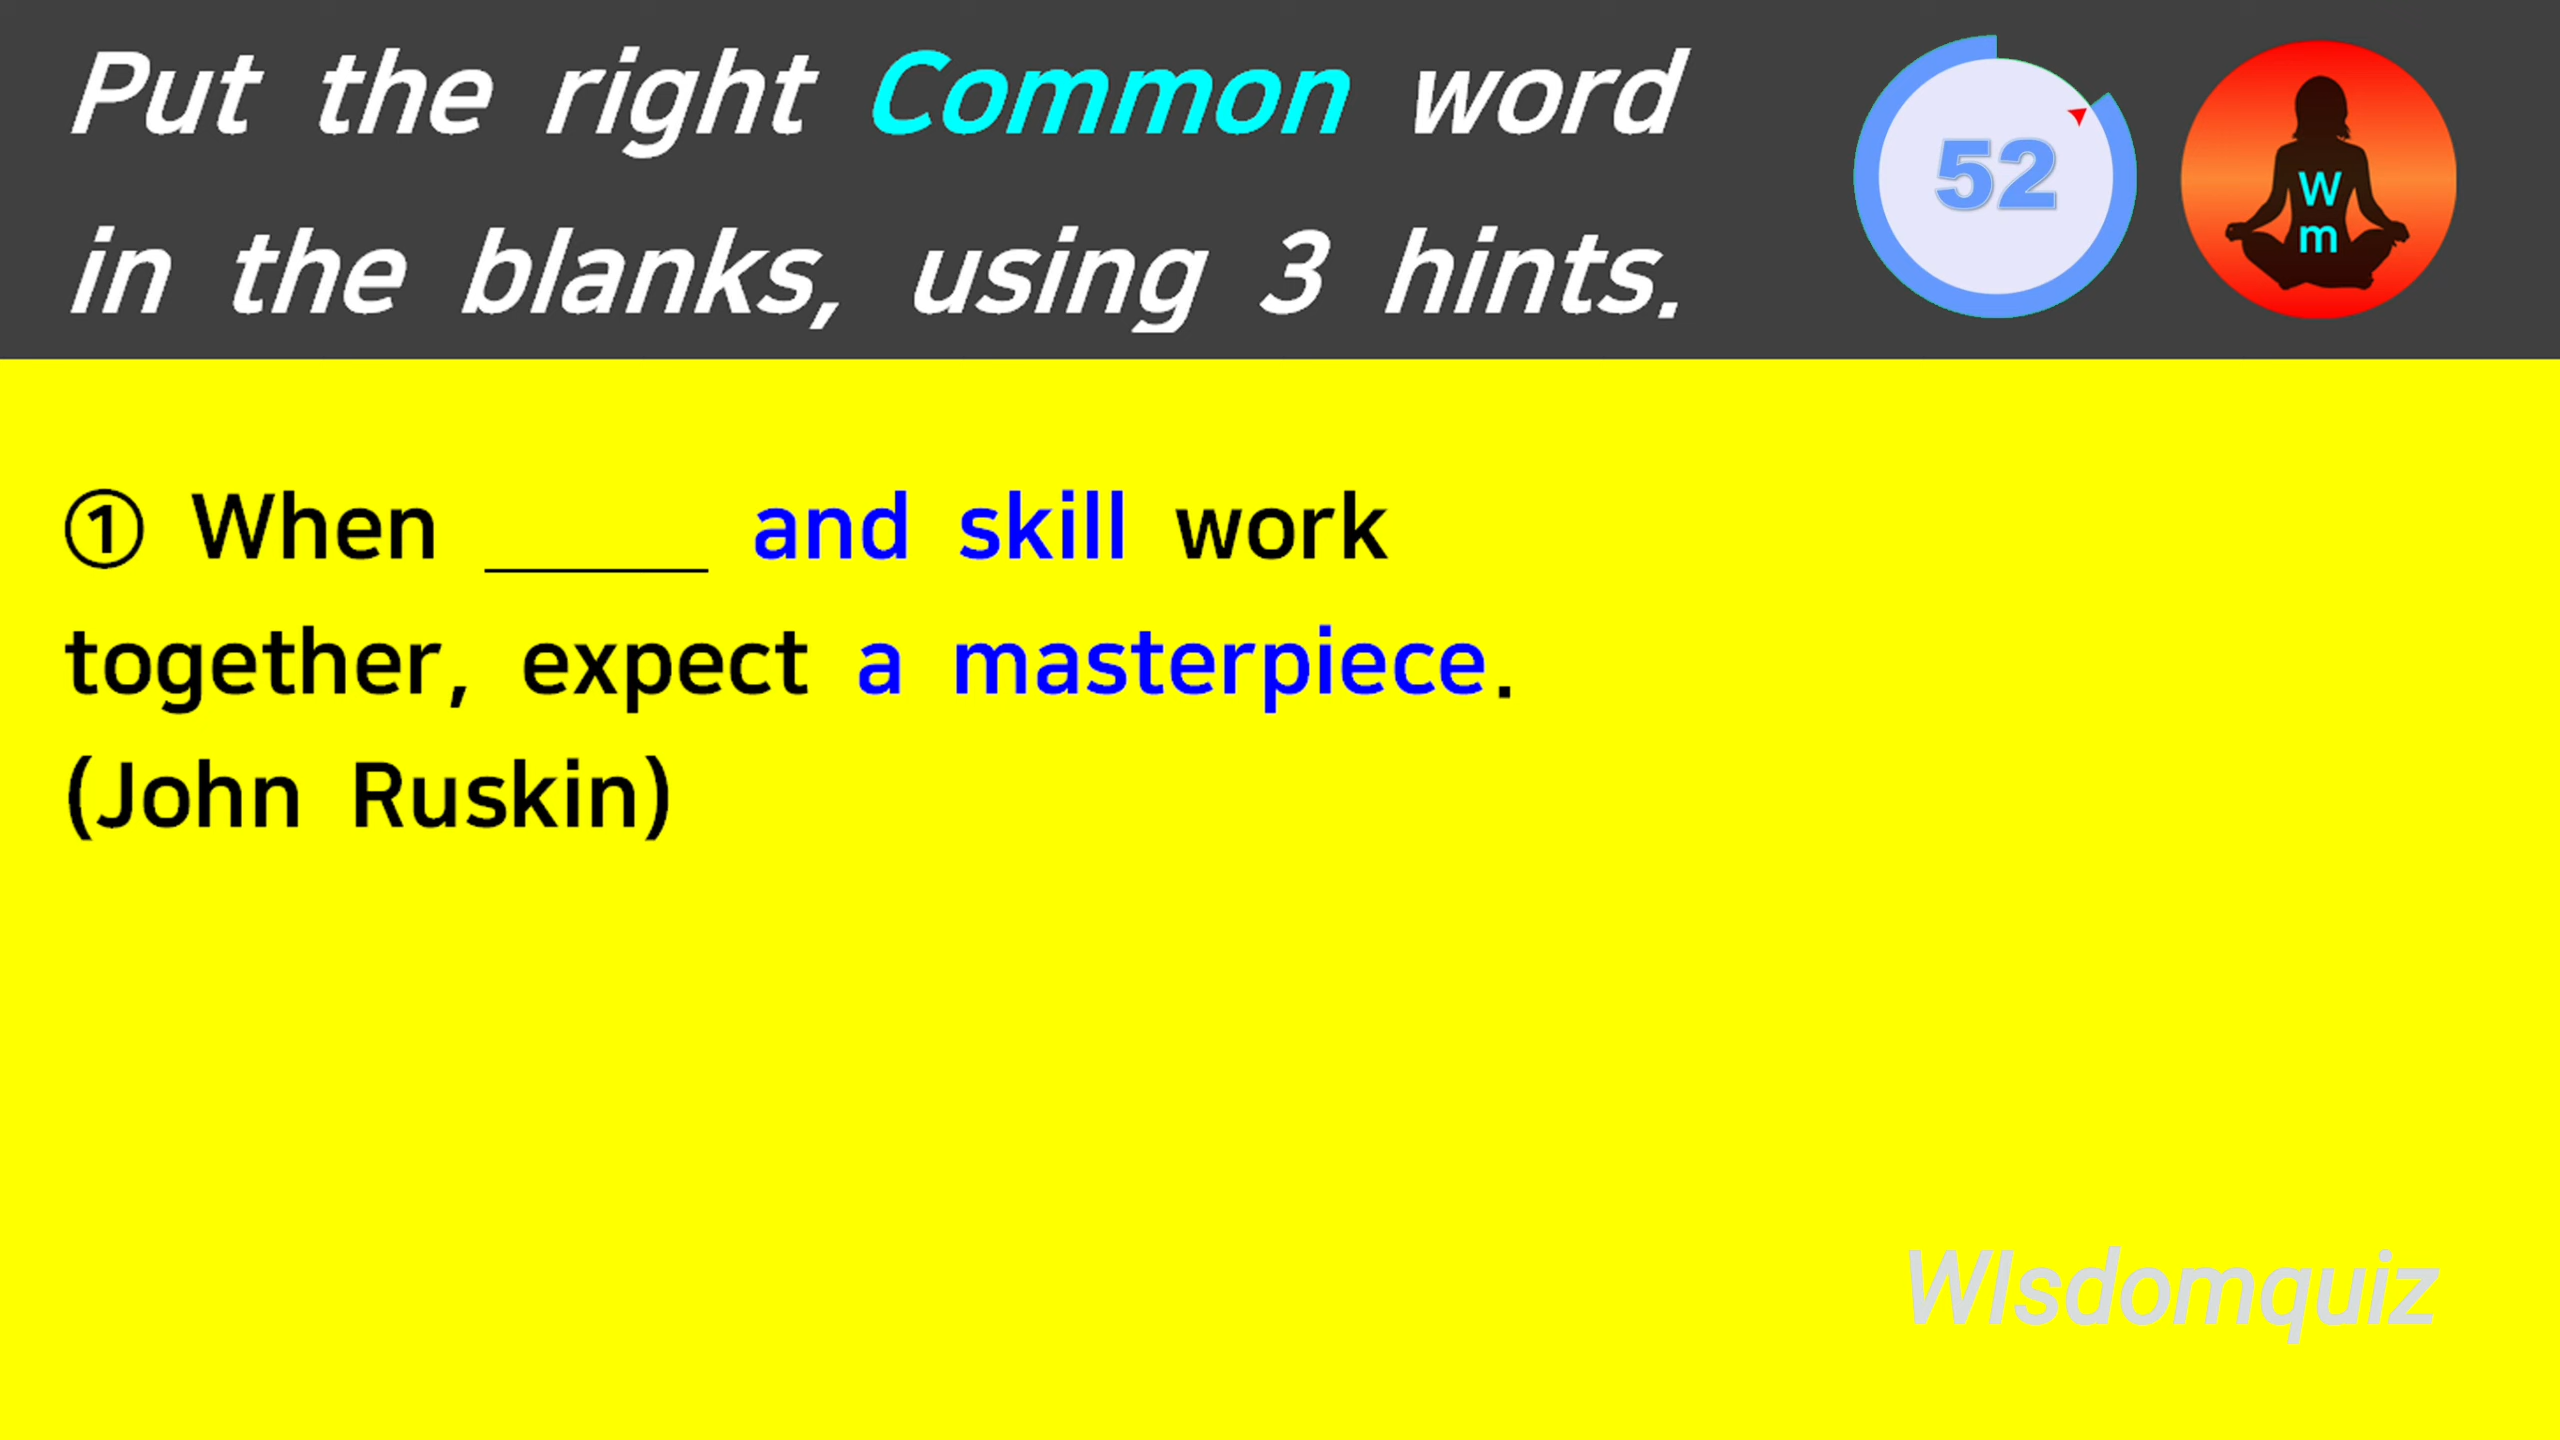 Put the right Common word
in the blanks, using 3 hints.
52
W
m
① When _____ and skill work
together, expect a masterpiece.
(John Ruskin)
WIsdomquiz